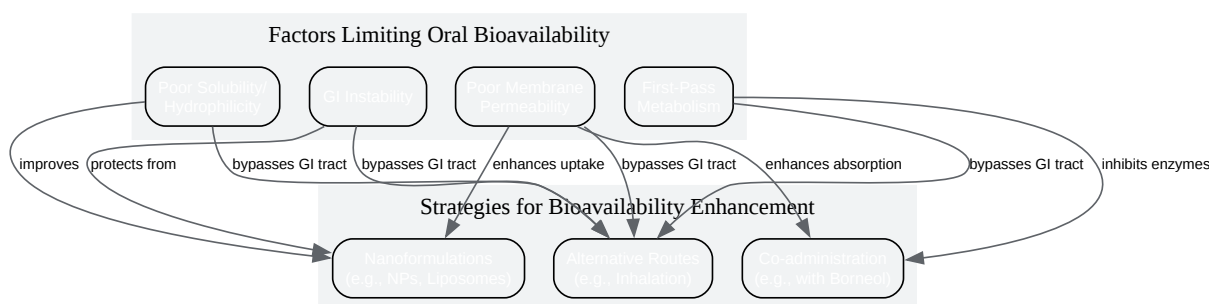 Factors Limiting Oral Bioavailability
Poor Solubility/
Hydrophilicity
GI Instability
Poor Membrane
Permeability
First-Pass
Metabolism
improves
protects from
bypasses GI tract
bypasses GI tract
enhances uptake
bypasses GI tract
enhances absorption
bypasses GI tract
inhibits enzymes
Strategies for Bioavailability Enhancement
Nanoformulations
(e.g., NPs, Liposomes)
Alternative Routes
(e.g., Inhalation)
Co-administration
(e.g., with Borneol)